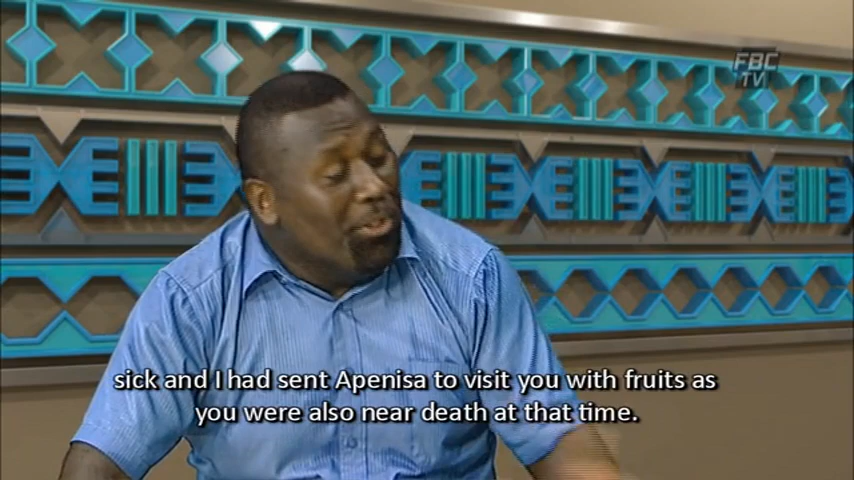 FBC
TV
sick and I had sent Apenisa to visit you with fruits as
you were also near death at that time.